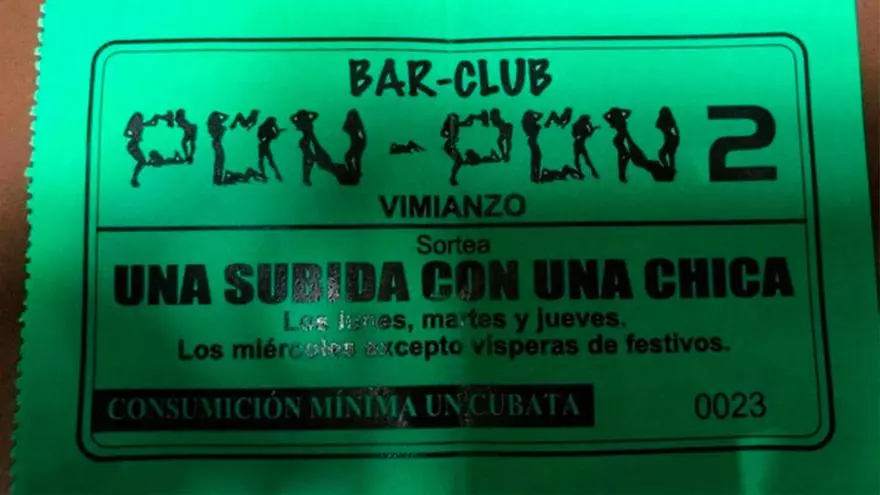 BAR-CLUB
PON-PON 2
VIMIANZO
Sortea
UNA SUBIDA CON UNA CHICA
Los lunes, martes y jueves.
Los miércoles excepto visperas de festivos.
CONSUMICIÓN MÍNIMA UN CUBATA
0023